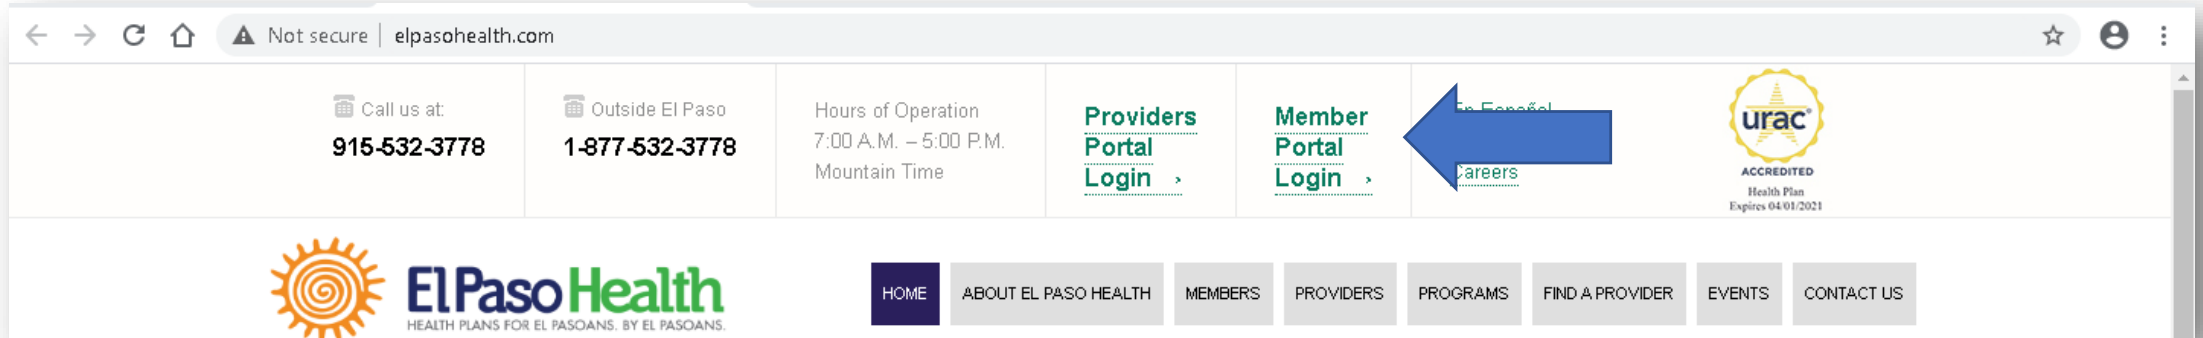 Not secure | elpasohealth.com
Call us at:
915-532-3778
Outside El Paso
1-877-532-3778
Hours of Operation
7:00 A.M. – 5:00 P.M.
Mountain Time
Providers
Portal
Login ›
Member
Portal
Login ›
En Español
Careers
urac
ACCREDITED
Health Plan
Expires 04/01/2021
El Paso Health
HEALTH PLANS FOR EL PASOANS. BY EL PASOANS.
HOME
ABOUT EL PASO HEALTH
MEMBERS
PROVIDERS
PROGRAMS
FIND A PROVIDER
EVENTS
CONTACT US